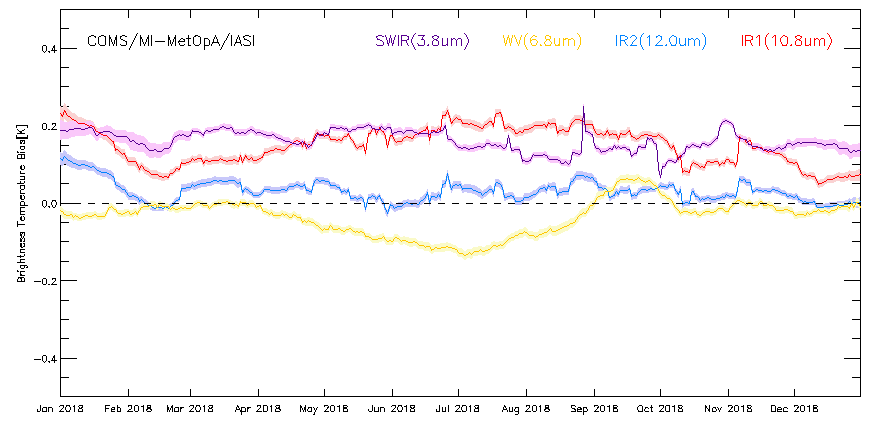 COMS/MI-MetOpA/IASI SWIR(3.8um) WV(6.8um) IR2(12.0um) IR1(10.8um)
Brightness Temperature Bias[K]
0.4
0.2
0.0
-0.2
-0.4
Jan 2018 Feb 2018 Mar 2018 Apr 2018 May 2018 Jun 2018 Jul 2018 Aug 2018 Sep 2018 Oct 2018 Nov 2018 Dec 2018